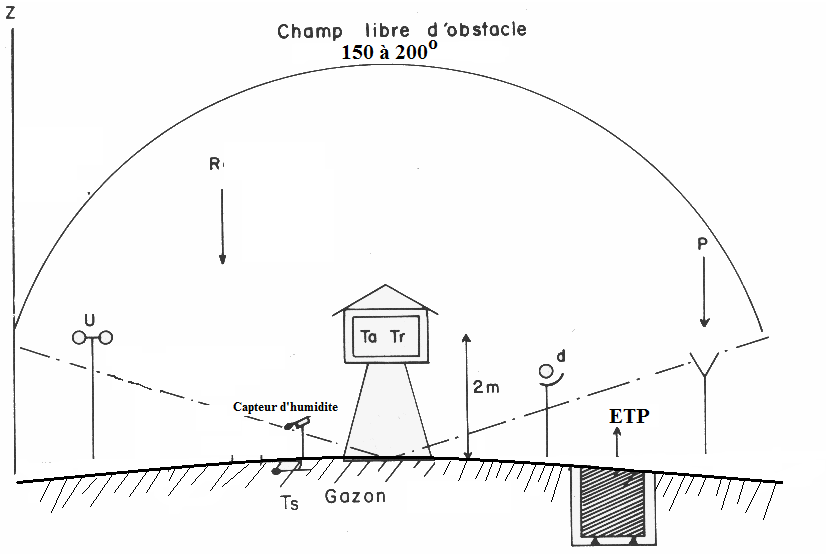 Z
Champ libre d'obstacle
150 à 200⁰
R
P
U
Ta Tr
d
2m
Capteur d'humidite
ETP
Ts
Gazon